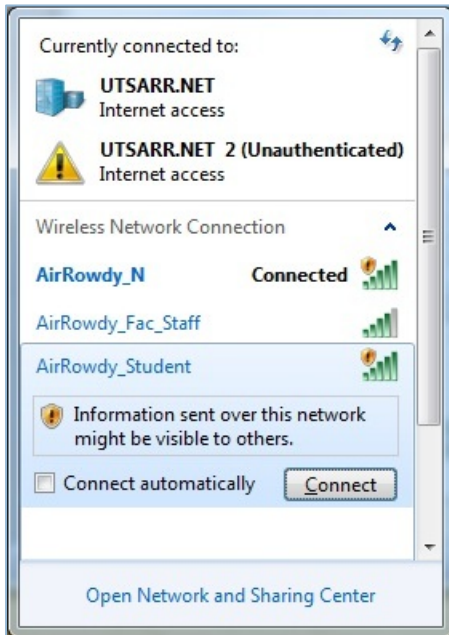 Currently connected to:
UTSARR.NET
Internet access
UTSARR.NET 2 (Unauthenticated)
Internet access
Wireless Network Connection
AirRowdy_N Connected
AirRowdy_Fac_Staff
AirRowdy_Student
Information sent over this network
might be visible to others.
Connect automatically Connect
Open Network and Sharing Center